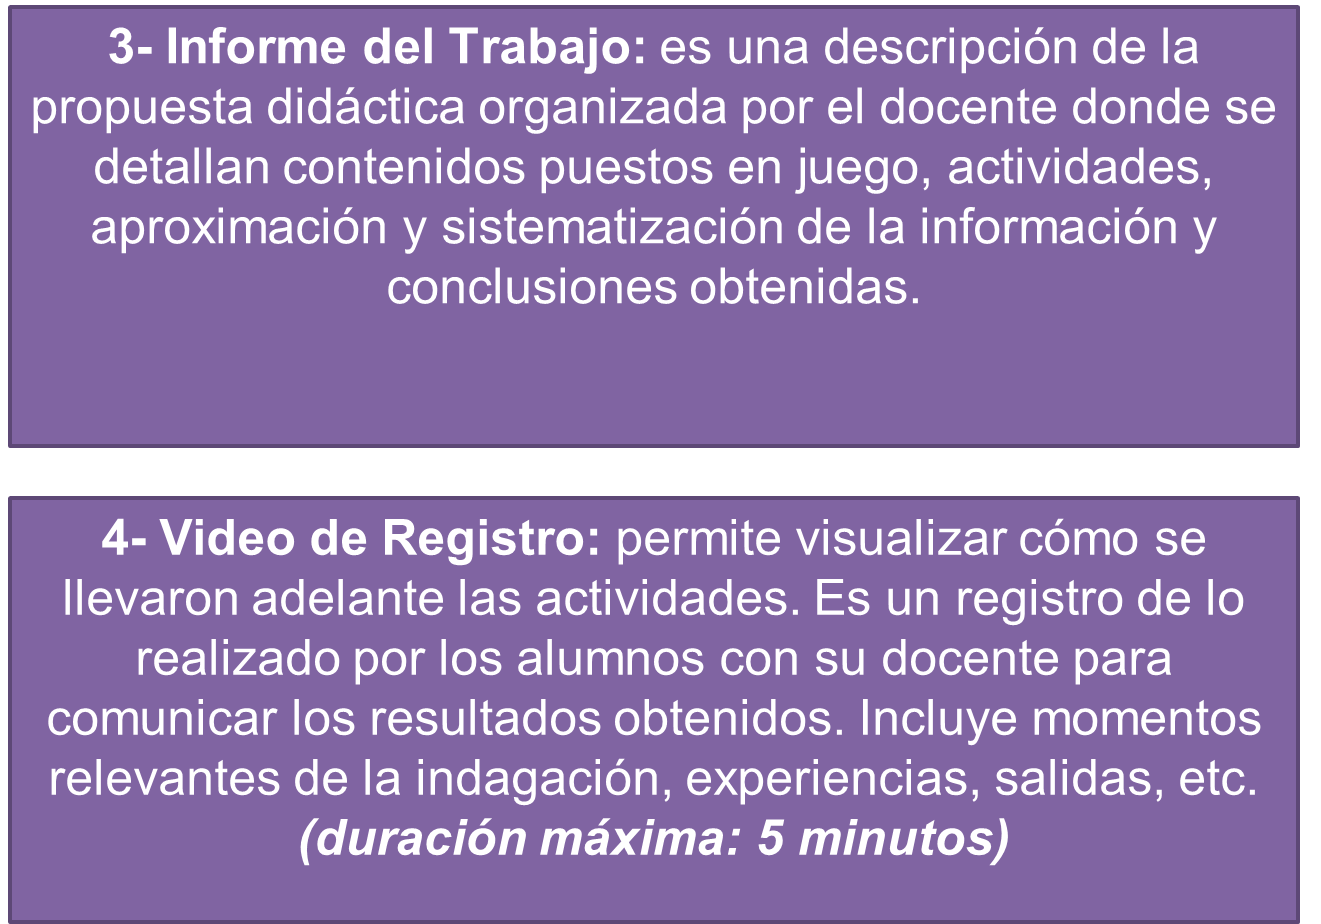 3- Informe del Trabajo: es una descripción de la
propuesta didáctica organizada por el docente donde se
detallan contenidos puestos en juego, actividades,
aproximación y sistematización de la información y
conclusiones obtenidas.
4- Video de Registro: permite visualizar cómo se
llevaron adelante las actividades. Es un registro de lo
realizado por los alumnos con su docente para
comunicar los resultados obtenidos. Incluye momentos
relevantes de la indagación, experiencias, salidas, etc.
(duración máxima: 5 minutos)